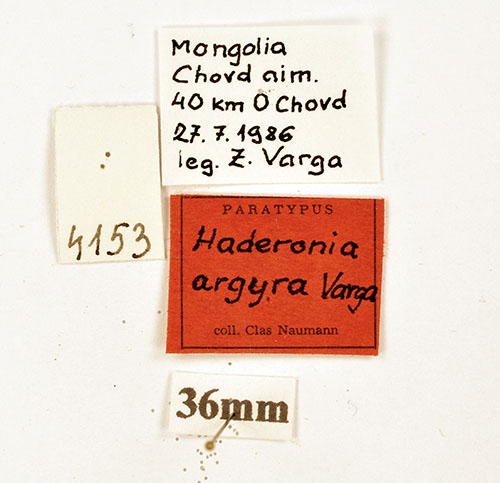 Mongolia
Chovd aim.
40 km O Chovd
27.7.1986
leg. Z. Varga
4153
PARATYPUS
Haderonia
argyra Varga
coll. Clas Naumann
36mm